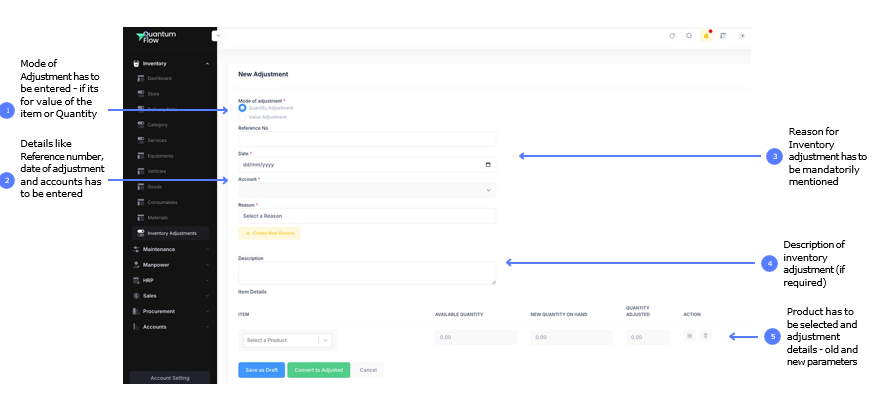 Mode of
Adjustment has to
be entered - if its
for value of the
item or Quantity
1
Details like
Reference number,
date of adjustment
and accounts has
to be entered
2
Quantum
Flow
Inventory
Dashboard
Store
Category
Services
Equipments
Vehicles
Goods
Consumables
Materials
Inventory Adjustments
Maintenance
Manpower
HRP
Sales
Procurement
Accounts
Account Setting
New Adjustment
Mode of adjustment *
Quantity Adjustment
Value Adjustment
Reference No
Date *
dd/mm/yyyy
Account *
Reason *
Select a Reason
+ Create New Reason
Description
Item Details
ITEM AVAILABLE QUANTITY NEW QUANTITY ON HAND QUANTITY ADJUSTED ACTION
Select a Product 0.00 0.00 0.00
Save as Draft Convert to Adjusted Cancel
Reason for
Inventory
adjustment has to
be mandatorily
mentioned
3
Description of
inventory
adjustment (if
required)
4
Product has to
be selected and
adjustment
details - old and
new parameters
5